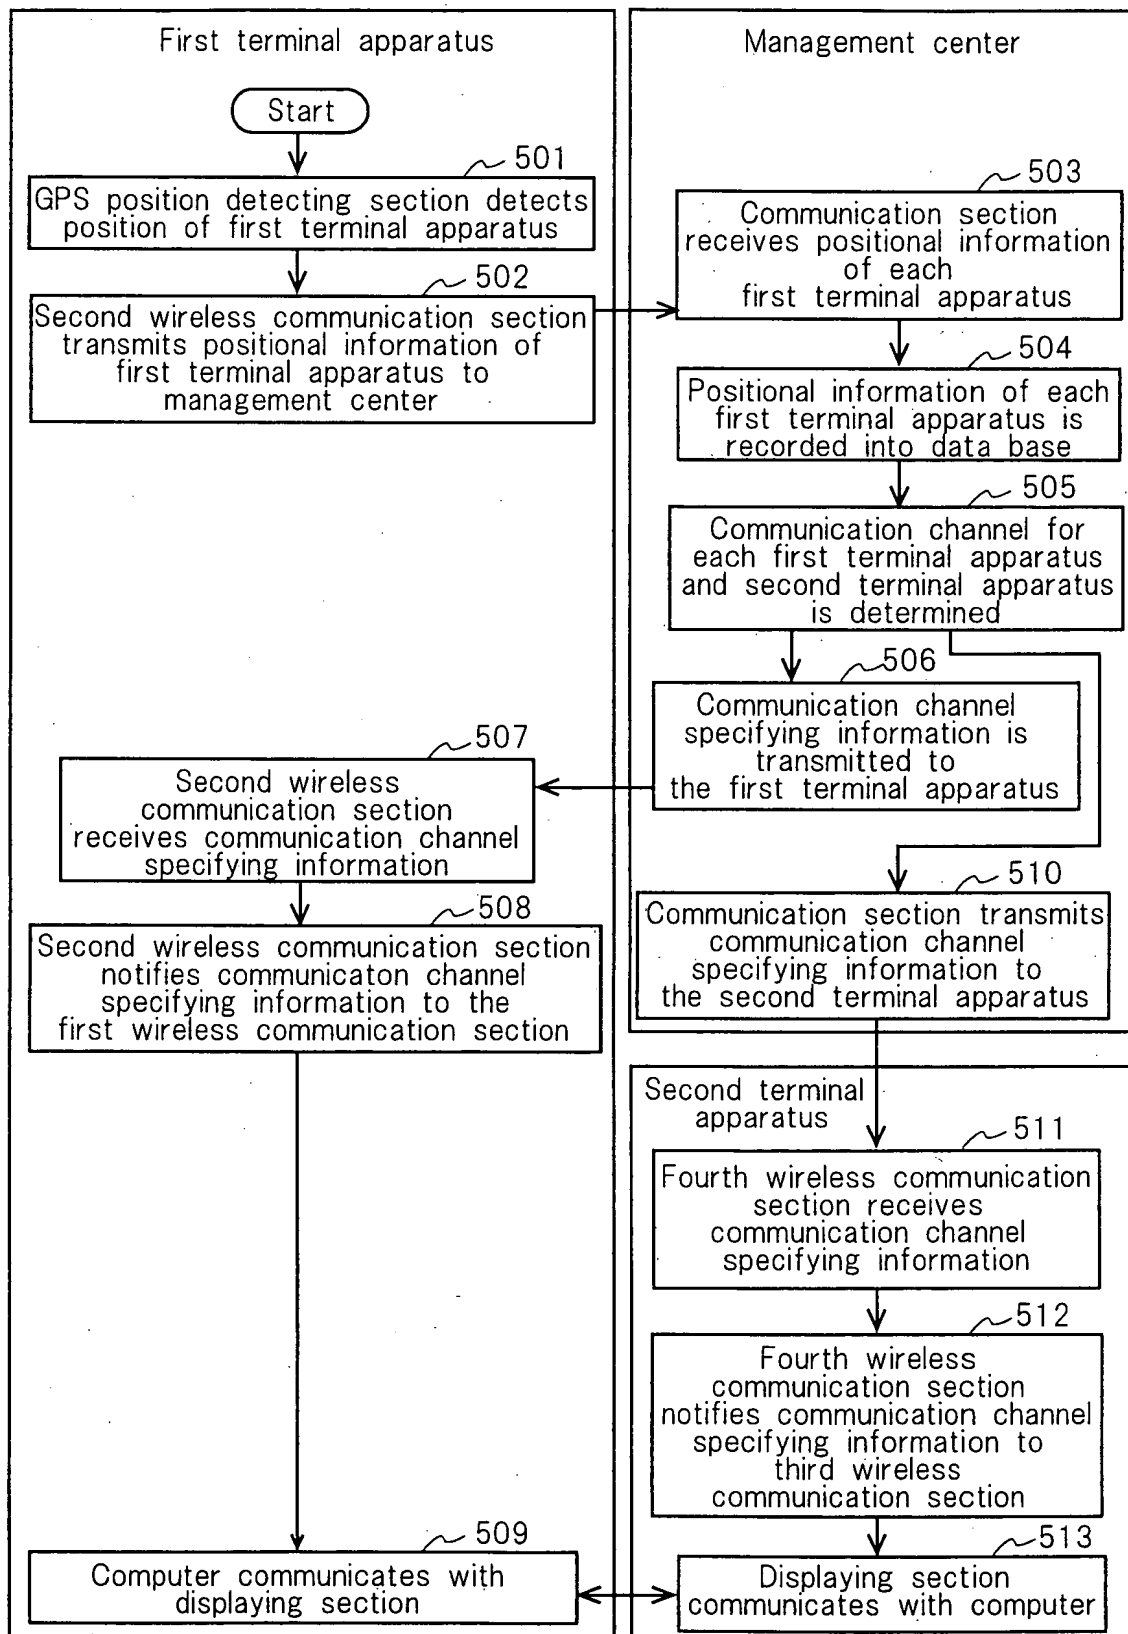 First terminal apparatus
Start
501
GPS position detecting section detects
position of first terminal apparatus
502
Second wireless communication section
transmits positional information of
first terminal apparatus to
management center
507
Second wireless
communication section
receives communication channel
specifying information
508
Second wireless communication section
notifies communicaton channel
specifying information to the
first wireless communication section
509
Computer communicates with
displaying section
Management center
503
Communication section
receives positional information
of each
first terminal apparatus
504
Positional information of each
first terminal apparatus is
recorded into data base
505
Communication channel for
each first terminal apparatus
and second terminal apparatus
is determined
506
Communication channel
specifying information is
transmitted to
the first terminal apparatus
510
Communication section transmits
communication channel
specifying information to
the second terminal apparatus
Second terminal
apparatus
511
Fourth wireless communication
section receives
communication channel
specifying information
512
Fourth wireless
communication section
notifies communication channel
specifying information to
third wireless
communication section
513
Displaying section
communicates with computer